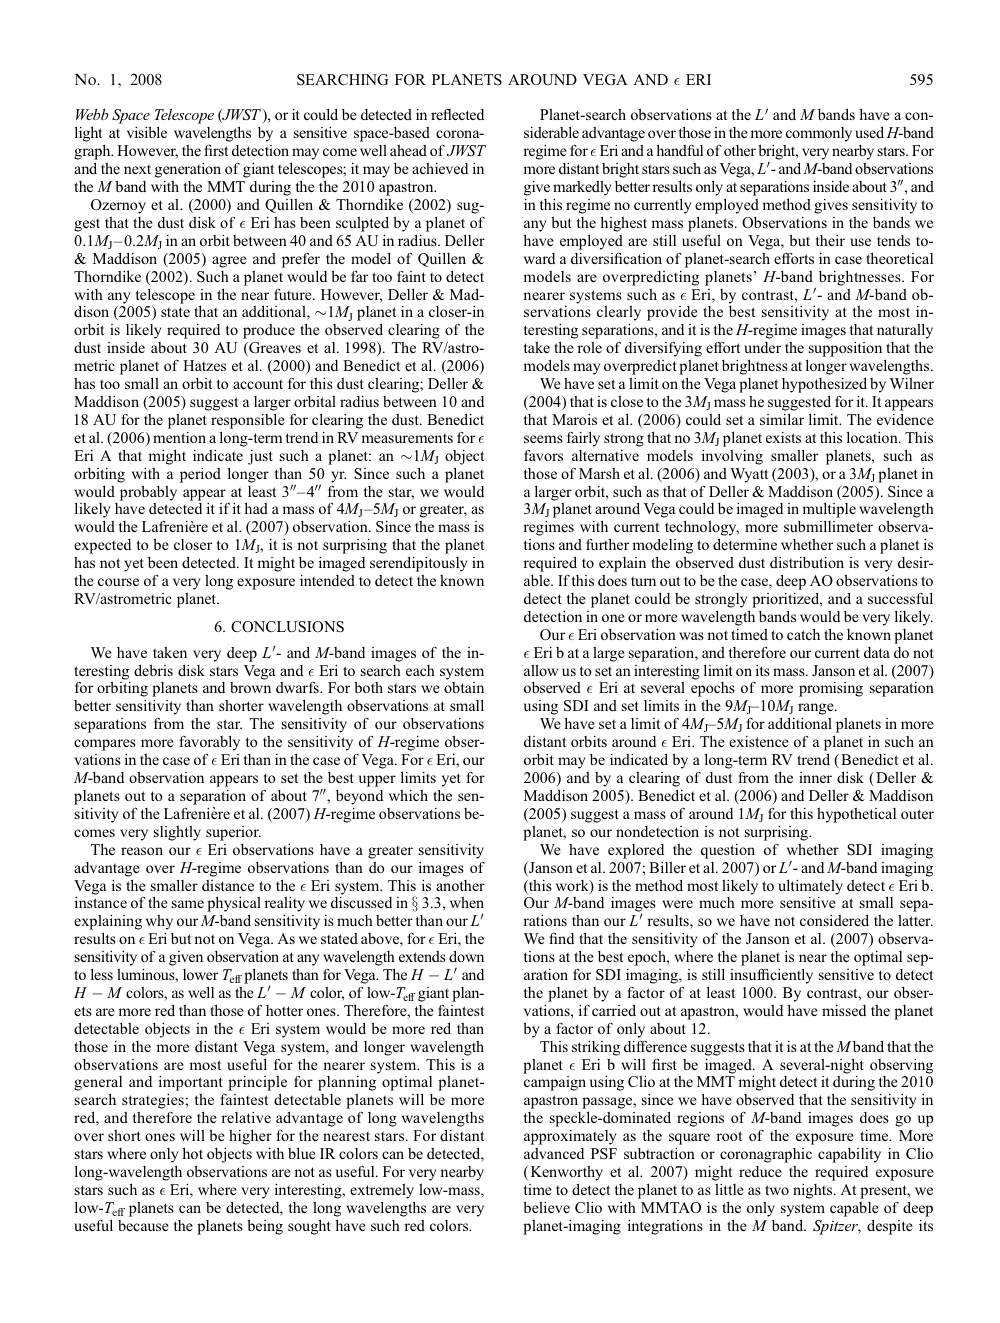 No. 1, 2008
SEARCHING FOR PLANETS AROUND VEGA AND ϵ ERI
595
Webb Space Telescope (JWST ), or it could be detected in reflected
light at visible wavelengths by a sensitive space-based corona-
graph. However, the first detection may come well ahead of JWST
and the next generation of giant telescopes; it may be achieved in
the M band with the MMT during the the 2010 apastron.
Ozernoy et al. (2000) and Quillen & Thorndike (2002) sug-
gest that the dust disk of ϵ Eri has been sculpted by a planet of
0.1MJ–0.2MJ in an orbit between 40 and 65 AU in radius. Deller
& Maddison (2005) agree and prefer the model of Quillen &
Thorndike (2002). Such a planet would be far too faint to detect
with any telescope in the near future. However, Deller & Mad-
dison (2005) state that an additional, ∼1MJ planet in a closer-in
orbit is likely required to produce the observed clearing of the
dust inside about 30 AU (Greaves et al. 1998). The RV/astro-
metric planet of Hatzes et al. (2000) and Benedict et al. (2006)
has too small an orbit to account for this dust clearing; Deller &
Maddison (2005) suggest a larger orbital radius between 10 and
18 AU for the planet responsible for clearing the dust. Benedict
et al. (2006) mention a long-term trend in RV measurements for ϵ
Eri A that might indicate just such a planet: an ∼1MJ object
orbiting with a period longer than 50 yr. Since such a planet
would probably appear at least 3″–4″ from the star, we would
likely have detected it if it had a mass of 4MJ–5MJ or greater, as
would the Lafrenière et al. (2007) observation. Since the mass is
expected to be closer to 1MJ, it is not surprising that the planet
has not yet been detected. It might be imaged serendipitously in
the course of a very long exposure intended to detect the known
RV/astrometric planet.
6. CONCLUSIONS
We have taken very deep L′- and M-band images of the in-
teresting debris disk stars Vega and ϵ Eri to search each system
for orbiting planets and brown dwarfs. For both stars we obtain
better sensitivity than shorter wavelength observations at small
separations from the star. The sensitivity of our observations
compares more favorably to the sensitivity of H-regime obser-
vations in the case of ϵ Eri than in the case of Vega. For ϵ Eri, our
M-band observation appears to set the best upper limits yet for
planets out to a separation of about 7″, beyond which the sen-
sitivity of the Lafrenière et al. (2007) H-regime observations be-
comes very slightly superior.
The reason our ϵ Eri observations have a greater sensitivity
advantage over H-regime observations than do our images of
Vega is the smaller distance to the ϵ Eri system. This is another
instance of the same physical reality we discussed in § 3.3, when
explaining why our M-band sensitivity is much better than our L′
results on ϵ Eri but not on Vega. As we stated above, for ϵ Eri, the
sensitivity of a given observation at any wavelength extends down
to less luminous, lower Teff planets than for Vega. The H − L′ and
H − M colors, as well as the L′ − M color, of low-Teff giant plan-
ets are more red than those of hotter ones. Therefore, the faintest
detectable objects in the ϵ Eri system would be more red than
those in the more distant Vega system, and longer wavelength
observations are most useful for the nearer system. This is a
general and important principle for planning optimal planet-
search strategies; the faintest detectable planets will be more
red, and therefore the relative advantage of long wavelengths
over short ones will be higher for the nearest stars. For distant
stars where only hot objects with blue IR colors can be detected,
long-wavelength observations are not as useful. For very nearby
stars such as ϵ Eri, where very interesting, extremely low-mass,
low-Teff planets can be detected, the long wavelengths are very
useful because the planets being sought have such red colors.
Planet-search observations at the L′ and M bands have a con-
siderable advantage over those in the more commonly used H-band
regime for ϵ Eri and a handful of other bright, very nearby stars. For
more distant bright stars such as Vega, L′- and M-band observations
give markedly better results only at separations inside about 3″, and
in this regime no currently employed method gives sensitivity to
any but the highest mass planets. Observations in the bands we
have employed are still useful on Vega, but their use tends to-
ward a diversification of planet-search efforts in case theoretical
models are overpredicting planets’ H-band brightnesses. For
nearer systems such as ϵ Eri, by contrast, L′- and M-band ob-
servations clearly provide the best sensitivity at the most in-
teresting separations, and it is the H-regime images that naturally
take the role of diversifying effort under the supposition that the
models may overpredict planet brightness at longer wavelengths.
We have set a limit on the Vega planet hypothesized by Wilner
(2004) that is close to the 3MJ mass he suggested for it. It appears
that Marois et al. (2006) could set a similar limit. The evidence
seems fairly strong that no 3MJ planet exists at this location. This
favors alternative models involving smaller planets, such as
those of Marsh et al. (2006) and Wyatt (2003), or a 3MJ planet in
a larger orbit, such as that of Deller & Maddison (2005). Since a
3MJ planet around Vega could be imaged in multiple wavelength
regimes with current technology, more submillimeter observa-
tions and further modeling to determine whether such a planet is
required to explain the observed dust distribution is very desir-
able. If this does turn out to be the case, deep AO observations to
detect the planet could be strongly prioritized, and a successful
detection in one or more wavelength bands would be very likely.
Our ϵ Eri observation was not timed to catch the known planet
ϵ Eri b at a large separation, and therefore our current data do not
allow us to set an interesting limit on its mass. Janson et al. (2007)
observed ϵ Eri at several epochs of more promising separation
using SDI and set limits in the 9MJ–10MJ range.
We have set a limit of 4MJ–5MJ for additional planets in more
distant orbits around ϵ Eri. The existence of a planet in such an
orbit may be indicated by a long-term RV trend (Benedict et al.
2006) and by a clearing of dust from the inner disk (Deller &
Maddison 2005). Benedict et al. (2006) and Deller & Maddison
(2005) suggest a mass of around 1MJ for this hypothetical outer
planet, so our nondetection is not surprising.
We have explored the question of whether SDI imaging
(Janson et al. 2007; Biller et al. 2007) or L′- and M-band imaging
(this work) is the method most likely to ultimately detect ϵ Eri b.
Our M-band images were much more sensitive at small sepa-
rations than our L′ results, so we have not considered the latter.
We find that the sensitivity of the Janson et al. (2007) observa-
tions at the best epoch, where the planet is near the optimal sep-
aration for SDI imaging, is still insufficiently sensitive to detect
the planet by a factor of at least 1000. By contrast, our obser-
vations, if carried out at apastron, would have missed the planet
by a factor of only about 12.
This striking difference suggests that it is at the M band that the
planet ϵ Eri b will first be imaged. A several-night observing
campaign using Clio at the MMT might detect it during the 2010
apastron passage, since we have observed that the sensitivity in
the speckle-dominated regions of M-band images does go up
approximately as the square root of the exposure time. More
advanced PSF subtraction or coronagraphic capability in Clio
(Kenworthy et al. 2007) might reduce the required exposure
time to detect the planet to as little as two nights. At present, we
believe Clio with MMTAO is the only system capable of deep
planet-imaging integrations in the M band. Spitzer, despite its